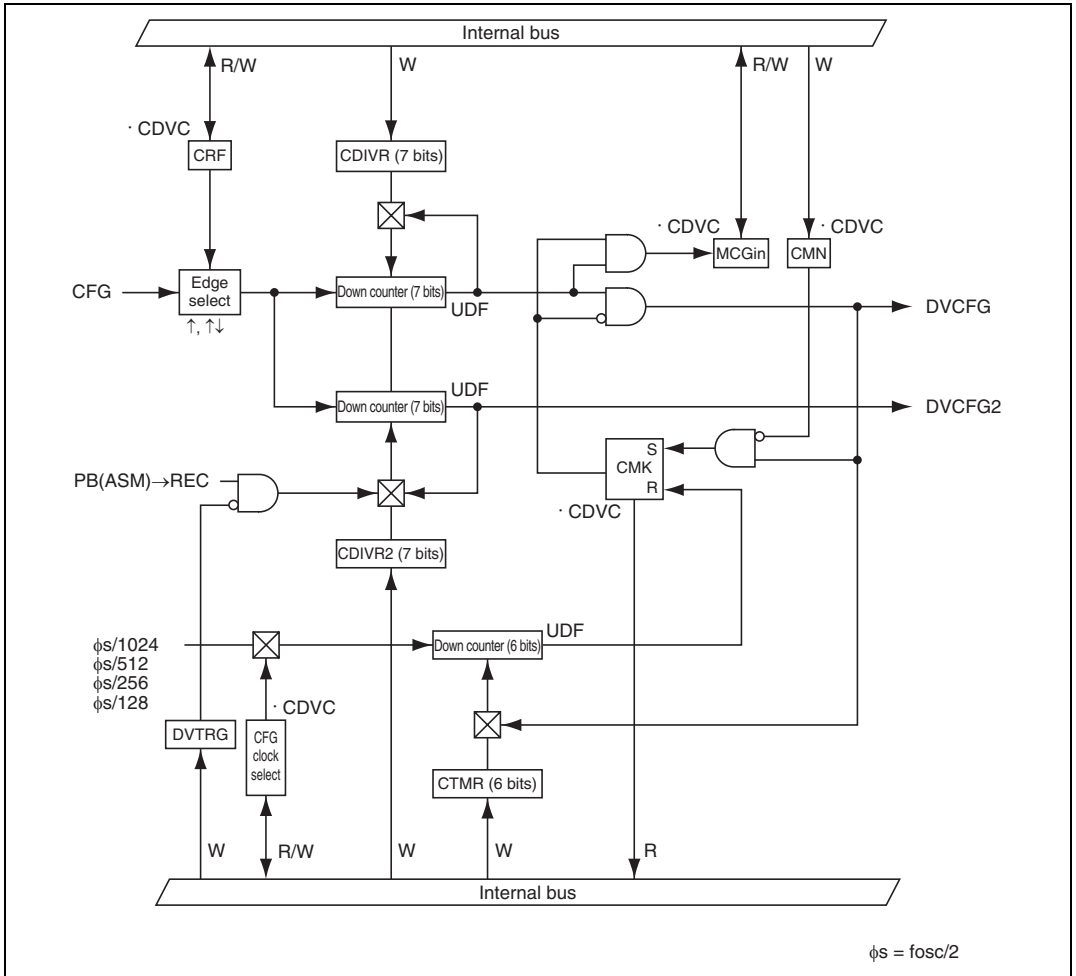 Internal bus
R/W
W
R/W
W
· CDVC
CRF
CDIVR (7 bits)
· CDVC
MCGin
· CDVC
CMN
CFG
Edge
select
↑, ↑↓
Down counter (7 bits)
UDF
DVCFG
Down counter (7 bits)
UDF
DVCFG2
S
CMK
R
· CDVC
PB(ASM)→REC
CDIVR2 (7 bits)
φs/1024
φs/512
φs/256
φs/128
Down counter (6 bits)
UDF
· CDVC
DVTRG
CFG
clock
select
CTMR (6 bits)
W
R/W
W
W
R
Internal bus
φs = fosc/2